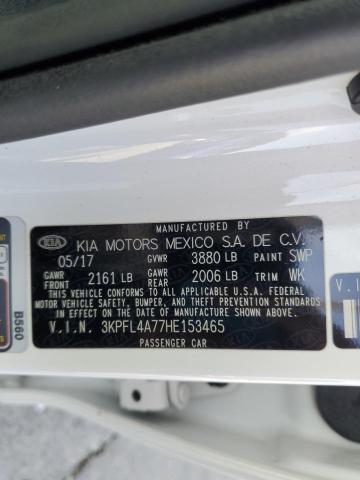 MANUFACTURED BY
KIA KIA MOTORS MEXICO S.A. DE C.V.
05/17 GVWR 3880 LB PAINT SWP
GAWR FRONT 2161 LB GAWR REAR 2006 LB TRIM WK
THIS VEHICLE CONFORMS TO ALL APPLICABLE U.S.A. FEDERAL
MOTOR VEHICLE SAFETY, BUMPER, AND THEFT PREVENTION
STANDARDS IN EFFECT ON THE DATE OF MANUFACTURE SHOWN ABOVE.
V.I.N. 3KPFL4A77HE153465
PASSENGER CAR
B560
V.I